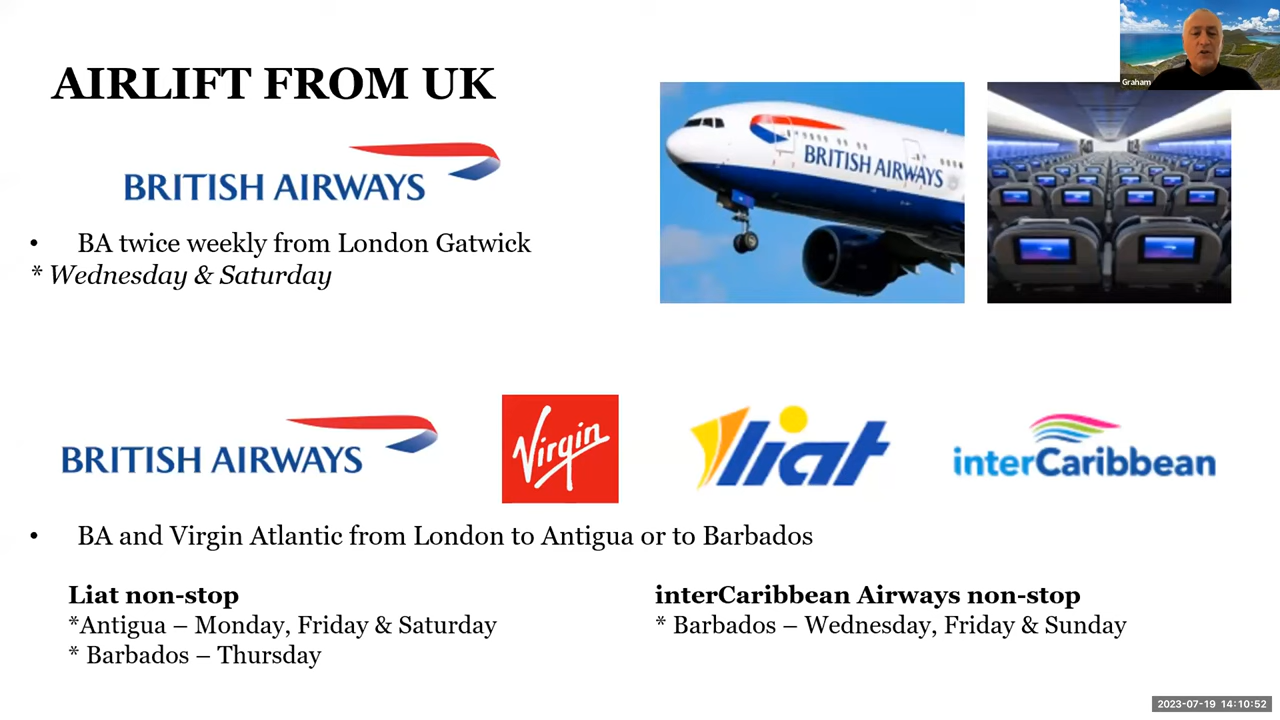 Graham
AIRLIFT FROM UK
BRITISH AIRWAYS
BRITISH AIRWAYS
• BA twice weekly from London Gatwick
* Wednesday & Saturday
BRITISH AIRWAYS
Virgin
liat
interCaribbean
• BA and Virgin Atlantic from London to Antigua or to Barbados
Liat non-stop
*Antigua – Monday, Friday & Saturday
* Barbados – Thursday
interCaribbean Airways non-stop
* Barbados – Wednesday, Friday & Sunday
2023-07-19 14:10:52